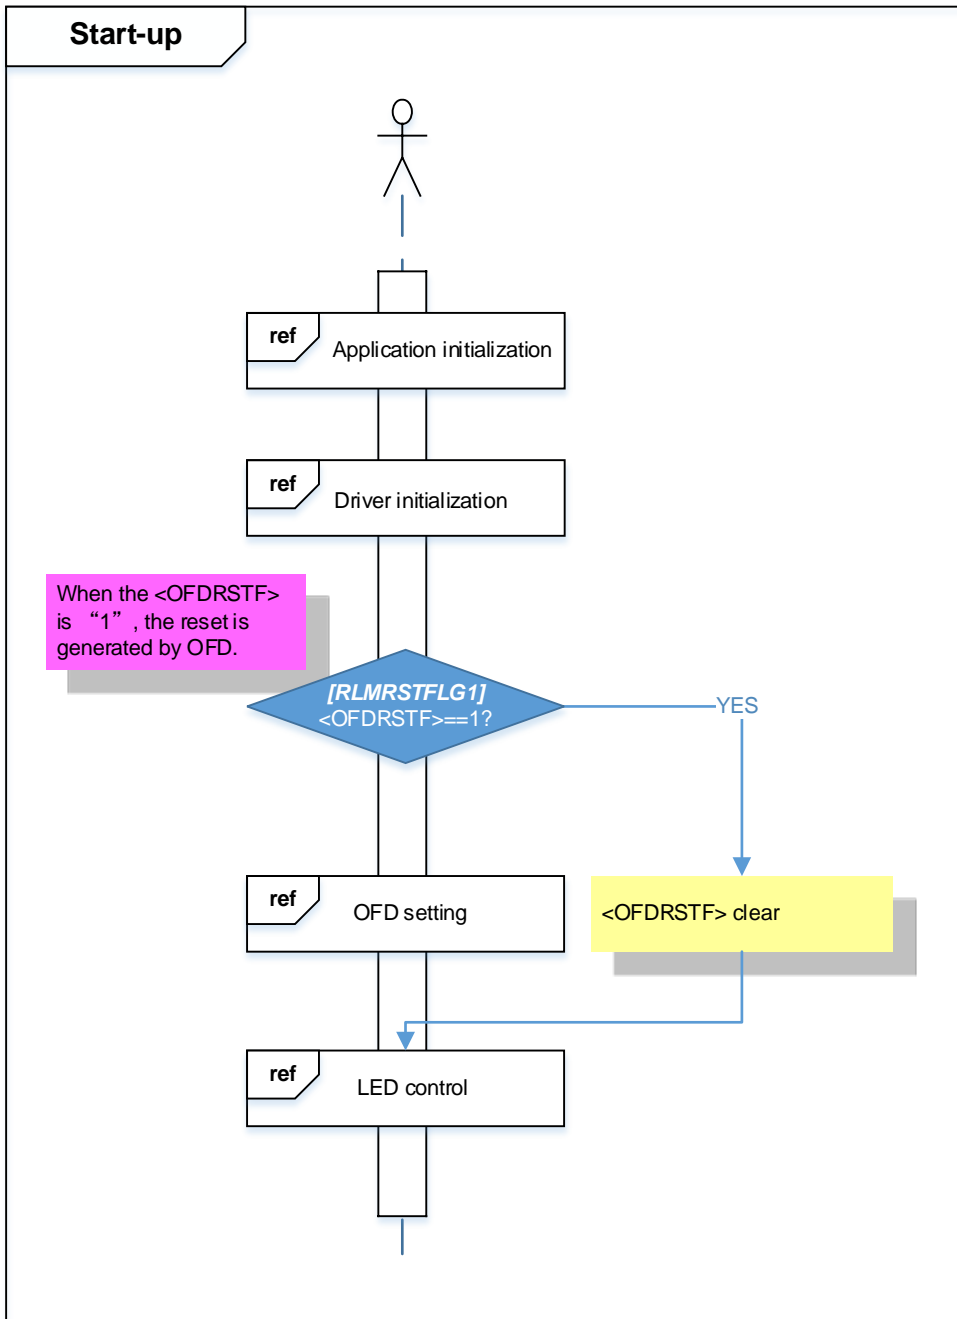 Start-up
ref
Application initialization
ref
Driver initialization
When the <OFDRSTF>
is “1”, the reset is
generated by OFD.
[RLMRSTFLG1]
<OFDRSTF>==1?
YES
ref
OFD setting
<OFDRSTF> clear
ref
LED control